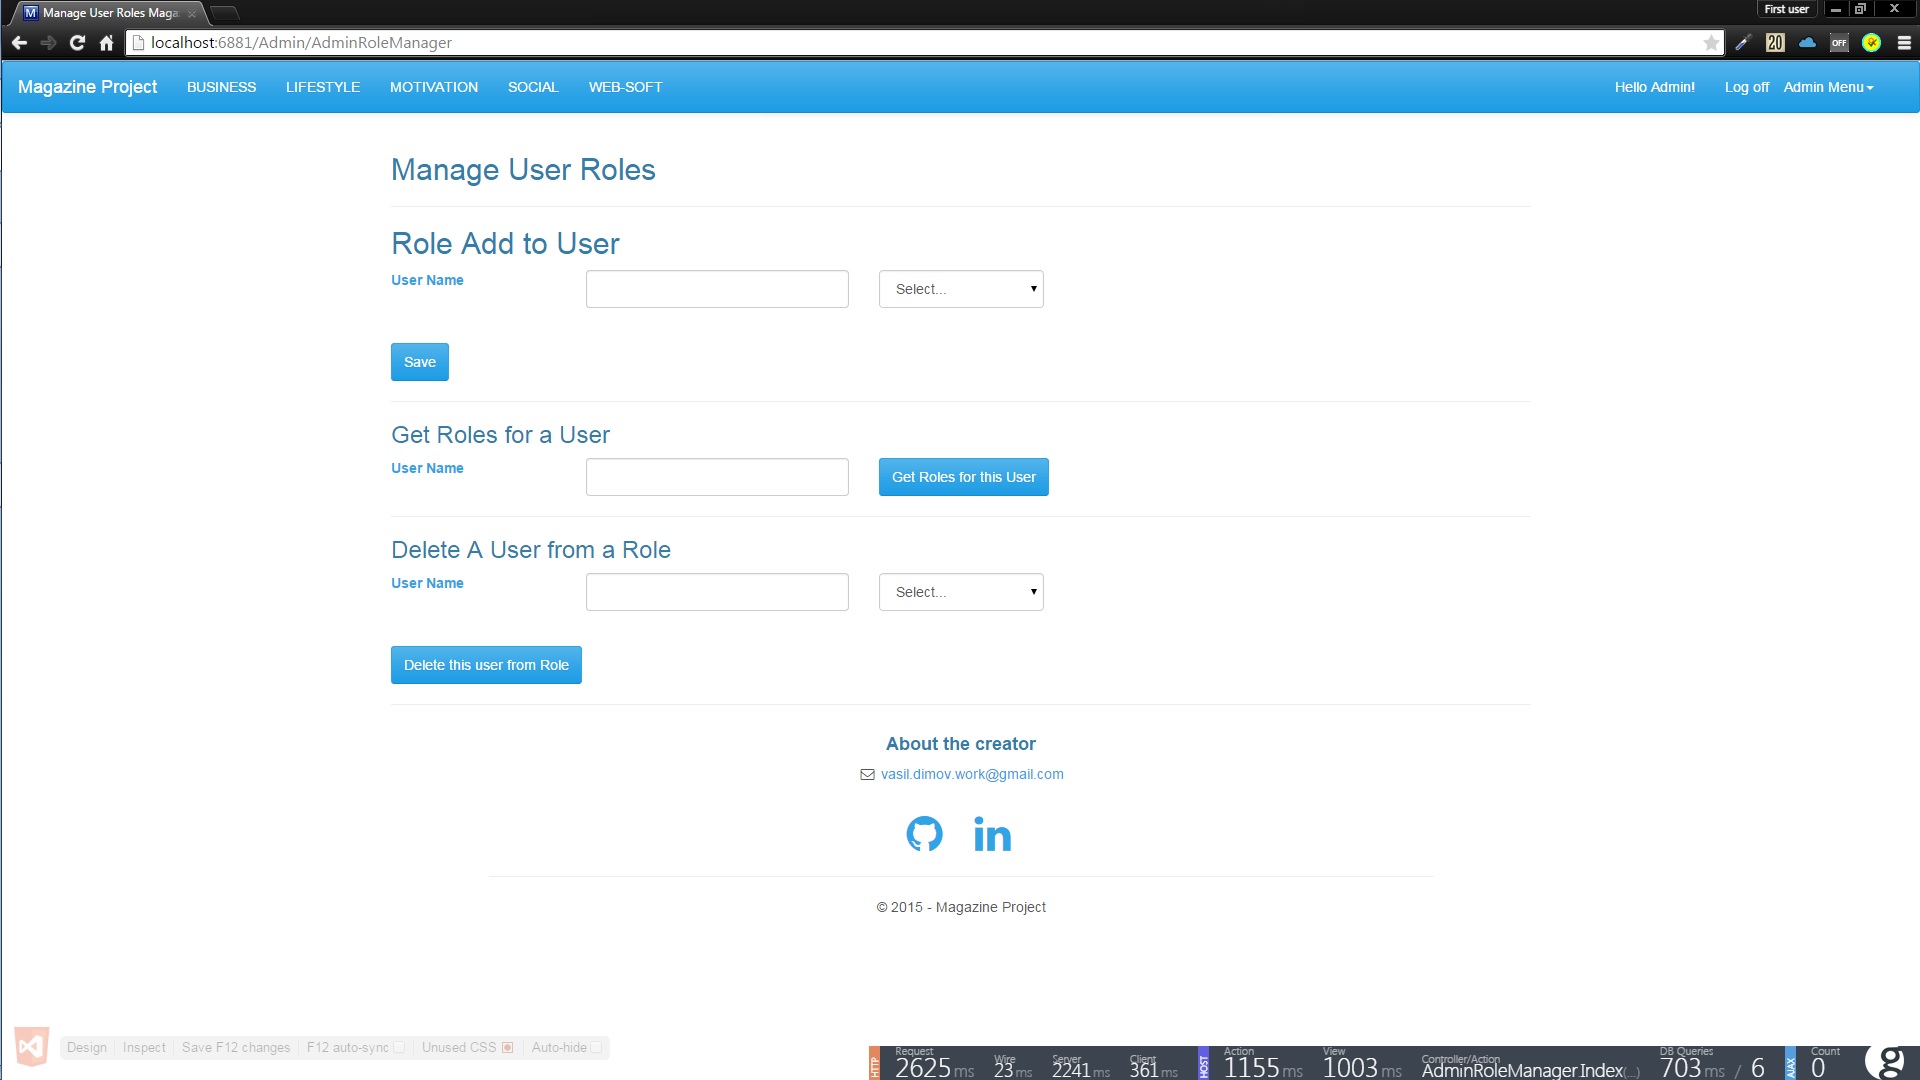 Manage User Roles Maga
First user
localhost:6881/Admin/AdminRoleManager
20
OFF
Magazine Project BUSINESS LIFESTYLE MOTIVATION SOCIAL WEB-SOFT Hello Admin! Log off Admin Menu
Manage User Roles
Role Add to User
User Name Select...
Save
Get Roles for a User
User Name Get Roles for this User
Delete A User from a Role
User Name Select...
Delete this user from Role
About the creator
vasil.dimov.work@gmail.com
in
© 2015 - Magazine Project
Design Inspect Save F12 changes F12 auto-sync Unused CSS Auto-hide
HTTP Request Wire Server Client HOST Action View Controller/Action DB Queries AJAX Count
2625 ms 23 ms 2241 ms 361 ms 1155 ms 1003 ms AdminRoleManager.Index(...) 703 ms / 6 0
g